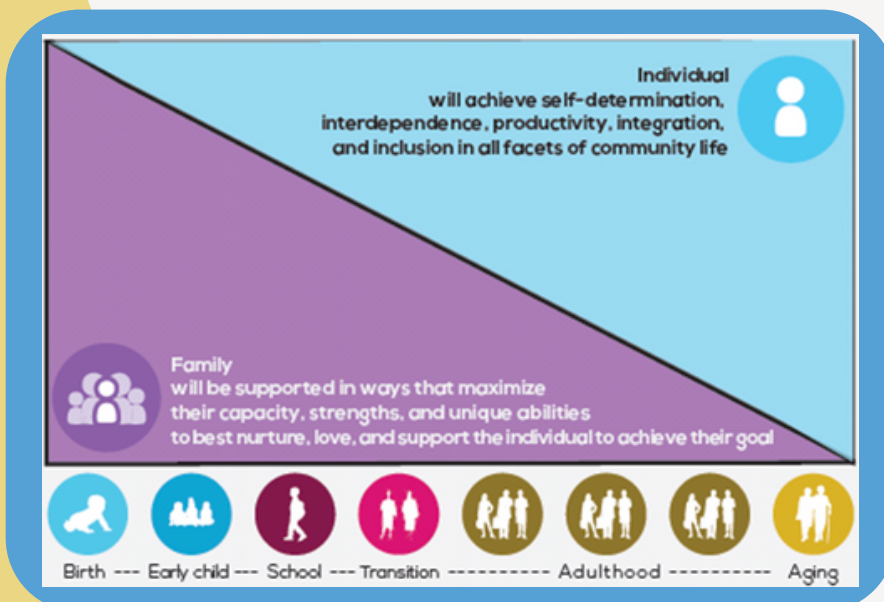 Individual
will achieve self-determination,
interdependence, productivity, integration,
and inclusion in all facets of community life
Family
will be supported in ways that maximize
their capacity, strengths, and unique abilities
to best nurture, love, and support the individual to achieve their goal
Birth --- Early child --- School --- Transition ---------- Adulthood ---------- Aging